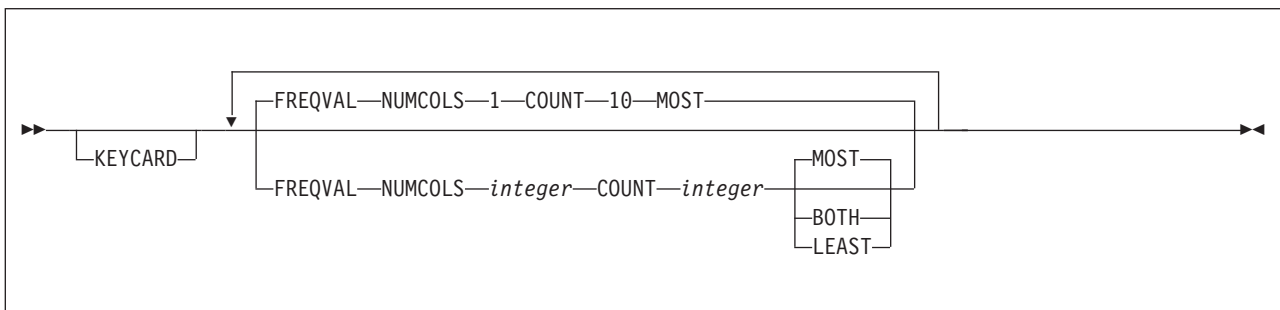 FREQVAL NUMCOLS 1 COUNT 10 MOST
KEYCARD
MOST
FREQVAL NUMCOLS integer COUNT integer
BOTH
LEAST